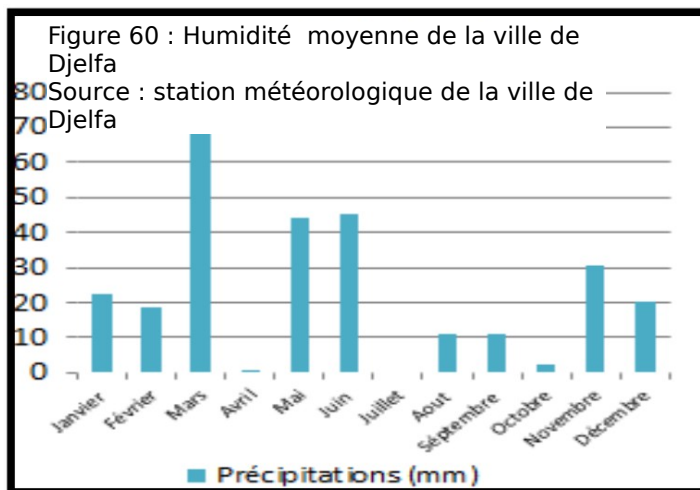 Figure 60 : Humidité moyenne de la ville de
Djelfa
Source : station météorologique de la ville de
Djelfa
80
70
60
50
40
30
20
10
0
Janvier
Février
Mars
Avril
Mai
Juin
Juillet
Aout
Séptembre
Octobre
Novembre
Décembre
Précipitations (mm)